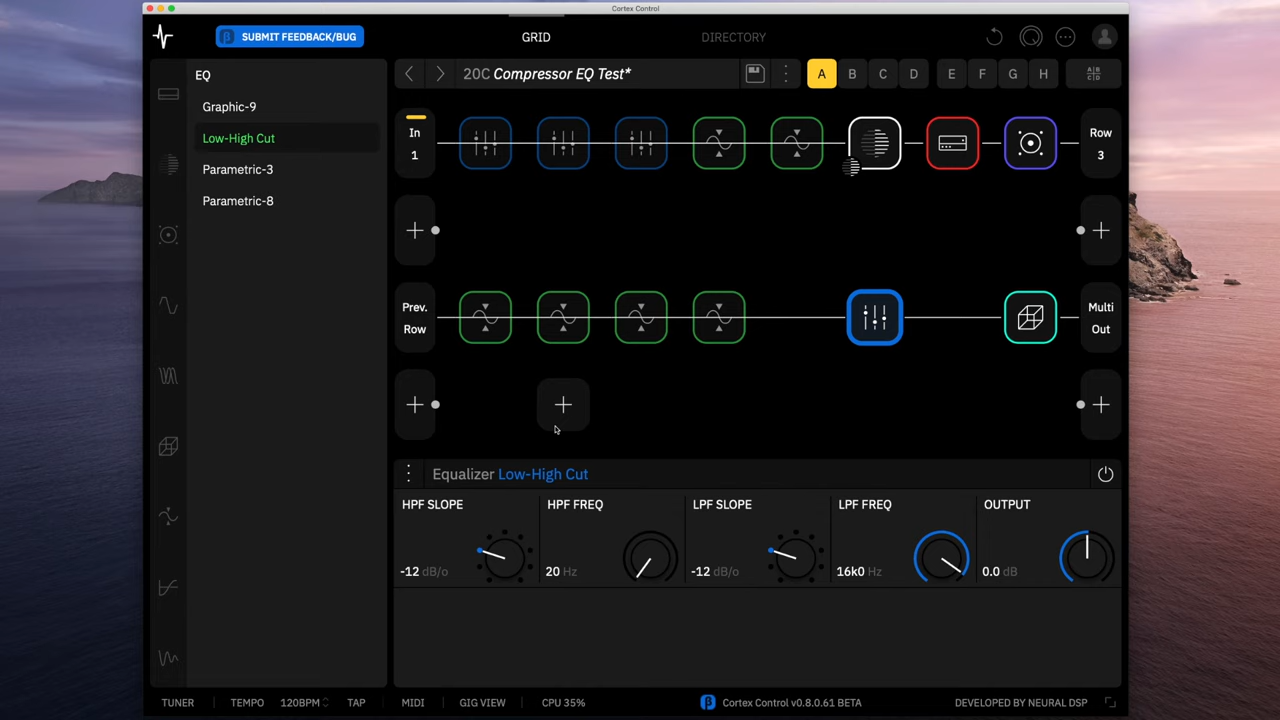 Cortex Control
SUBMIT FEEDBACK/BUG
GRID
DIRECTORY
EQ
Graphic-9
Low-High Cut
Parametric-3
Parametric-8
20C Compressor EQ Test*
A B C D E F G H
A B
C D
In
1
Row
3
Prev.
Row
Multi
Out
Equalizer Low-High Cut
HPF SLOPE
-12 dB/o
HPF FREQ
20 Hz
LPF SLOPE
-12 dB/o
LPF FREQ
16k0 Hz
OUTPUT
0.0 dB
TUNER
TEMPO
120BPM
TAP
MIDI
GIG VIEW
CPU 35%
Cortex Control v0.8.0.61 BETA
DEVELOPED BY NEURAL DSP